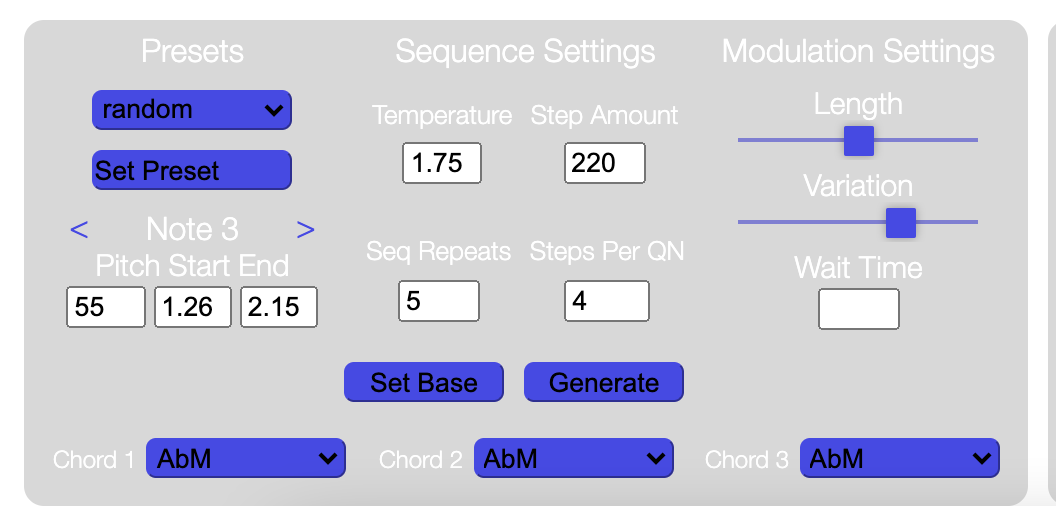 Presets
random
Set Preset
< Note 3 >
Pitch Start End
55 1.26 2.15
Sequence Settings
Temperature Step Amount
1.75 220
Seq Repeats Steps Per QN
5 4
Set Base Generate
Modulation Settings
Length
Variation
Wait Time
Chord 1 AbM Chord 2 AbM Chord 3 AbM